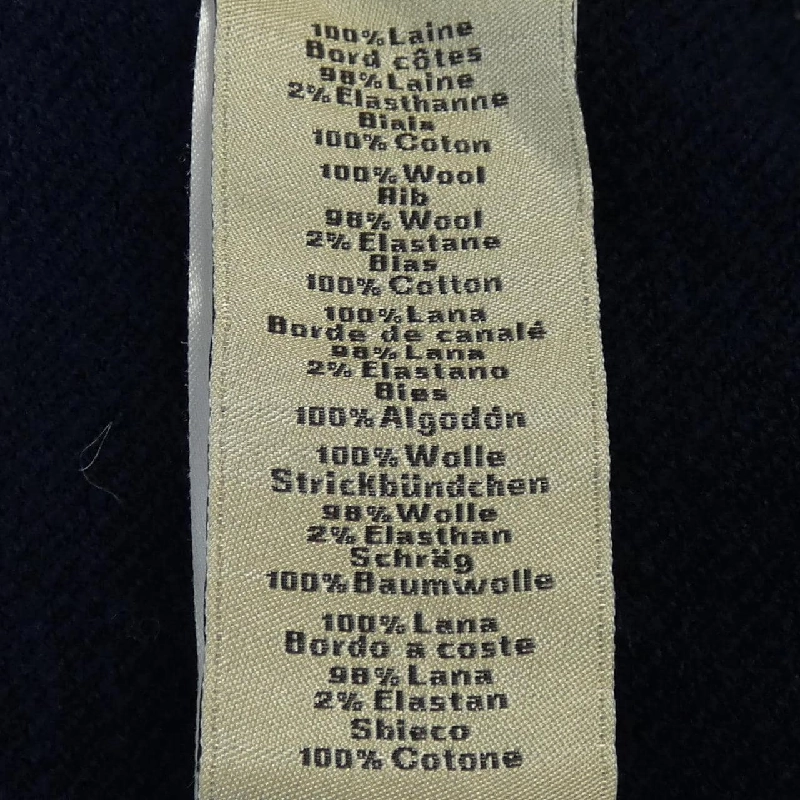 100% Laine
Bord côtes
98% Laine
2% Elasthanne
Biais
100% Coton
100% Wool
Rib
98% Wool
2% Elastane
Bias
100% Cotton
100% Lana
Borde de canalé
98% Lana
2% Elastano
Bies
100% Algodón
100% Wolle
Strickbündchen
98% Wolle
2% Elasthan
Schräg
100% Baumwolle
100% Lana
Bordo a coste
98% Lana
2% Elastan
Sbieco
100% Cotone